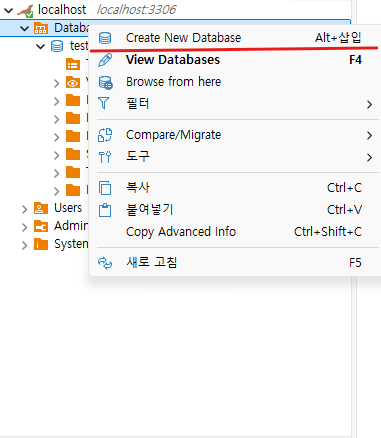 localhost localhost:3306
Databa
Create New Database Alt+삽입
test
View Databases F4
Browse from here
필터
Compare/Migrate
도구
복사 Ctrl+C
Users
붙여넣기 Ctrl+V
Admin
Copy Advanced Info Ctrl+Shift+C
System
새로 고침 F5